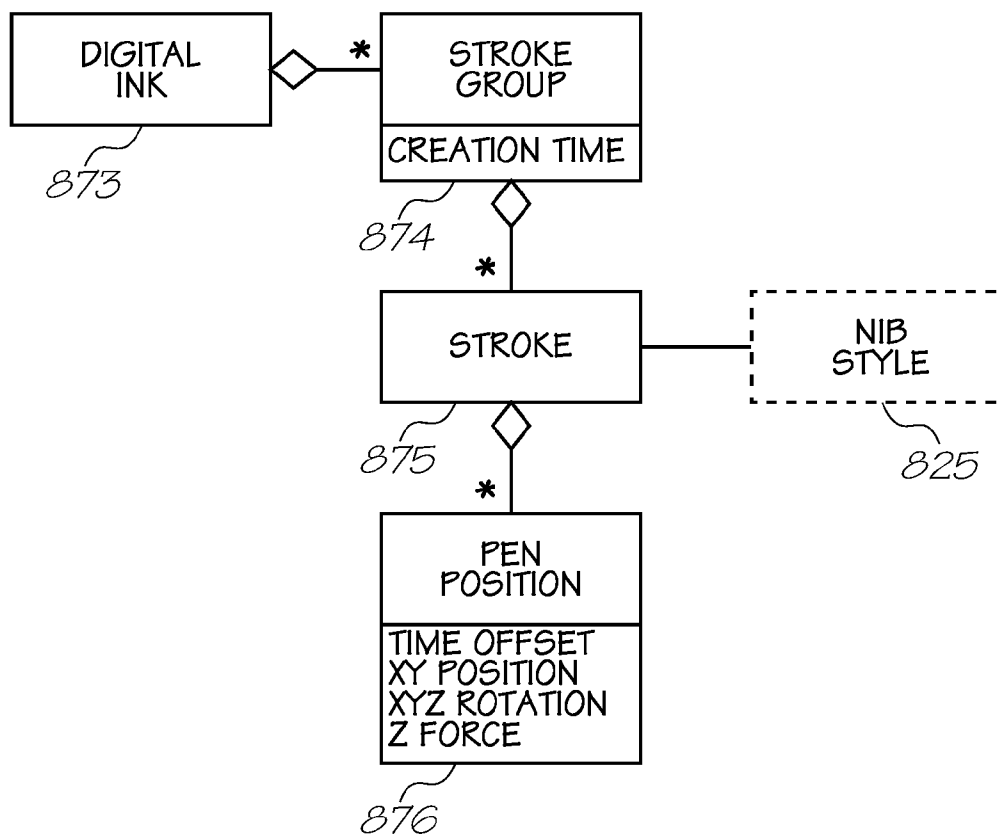 DIGITAL
INK
*
STROKE
GROUP
CREATION TIME
873
874
*
STROKE
NIB
STYLE
875
825
*
PEN
POSITION
TIME OFFSET
XY POSITION
XYZ ROTATION
Z FORCE
876